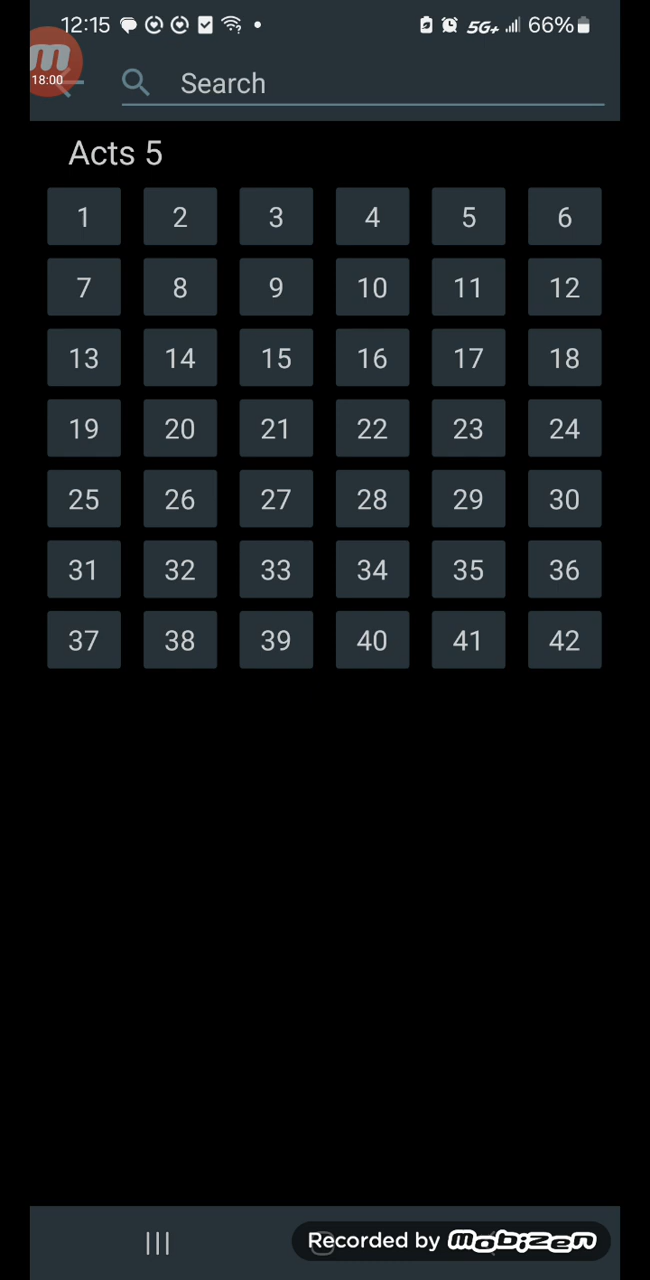 12:15 5G+ 66%
m
18:00
Search
Acts 5
1 2 3 4 5 6
7 8 9 10 11 12
13 14 15 16 17 18
19 20 21 22 23 24
25 26 27 28 29 30
31 32 33 34 35 36
37 38 39 40 41 42
Recorded by mobizen